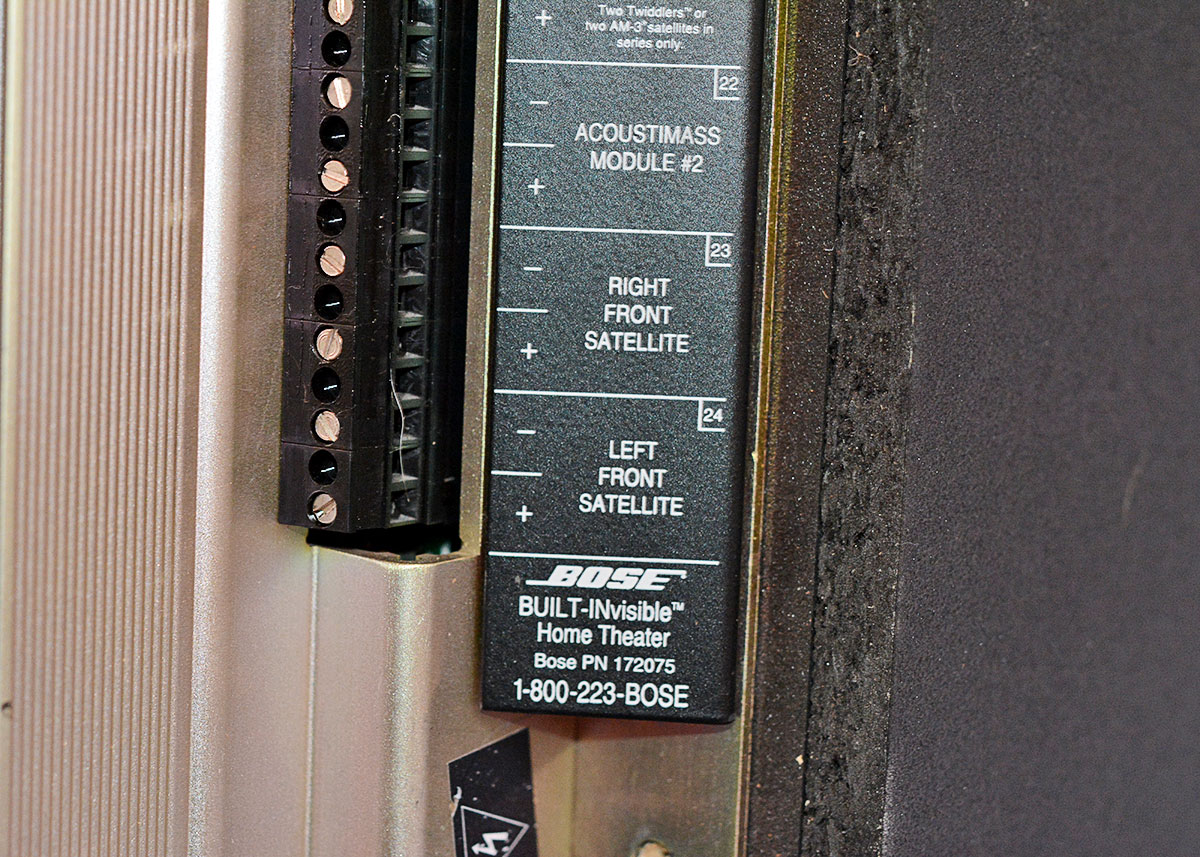 +
Two Twiddlers™ or
two AM-3® satellites in
series only.
22
−
ACOUSTIMASS
MODULE #2
+
23
−
RIGHT
FRONT
SATELLITE
+
24
−
LEFT
FRONT
SATELLITE
+
BOSE
BUILT-INvisible™
Home Theater
Bose PN 172075
1-800-223-BOSE